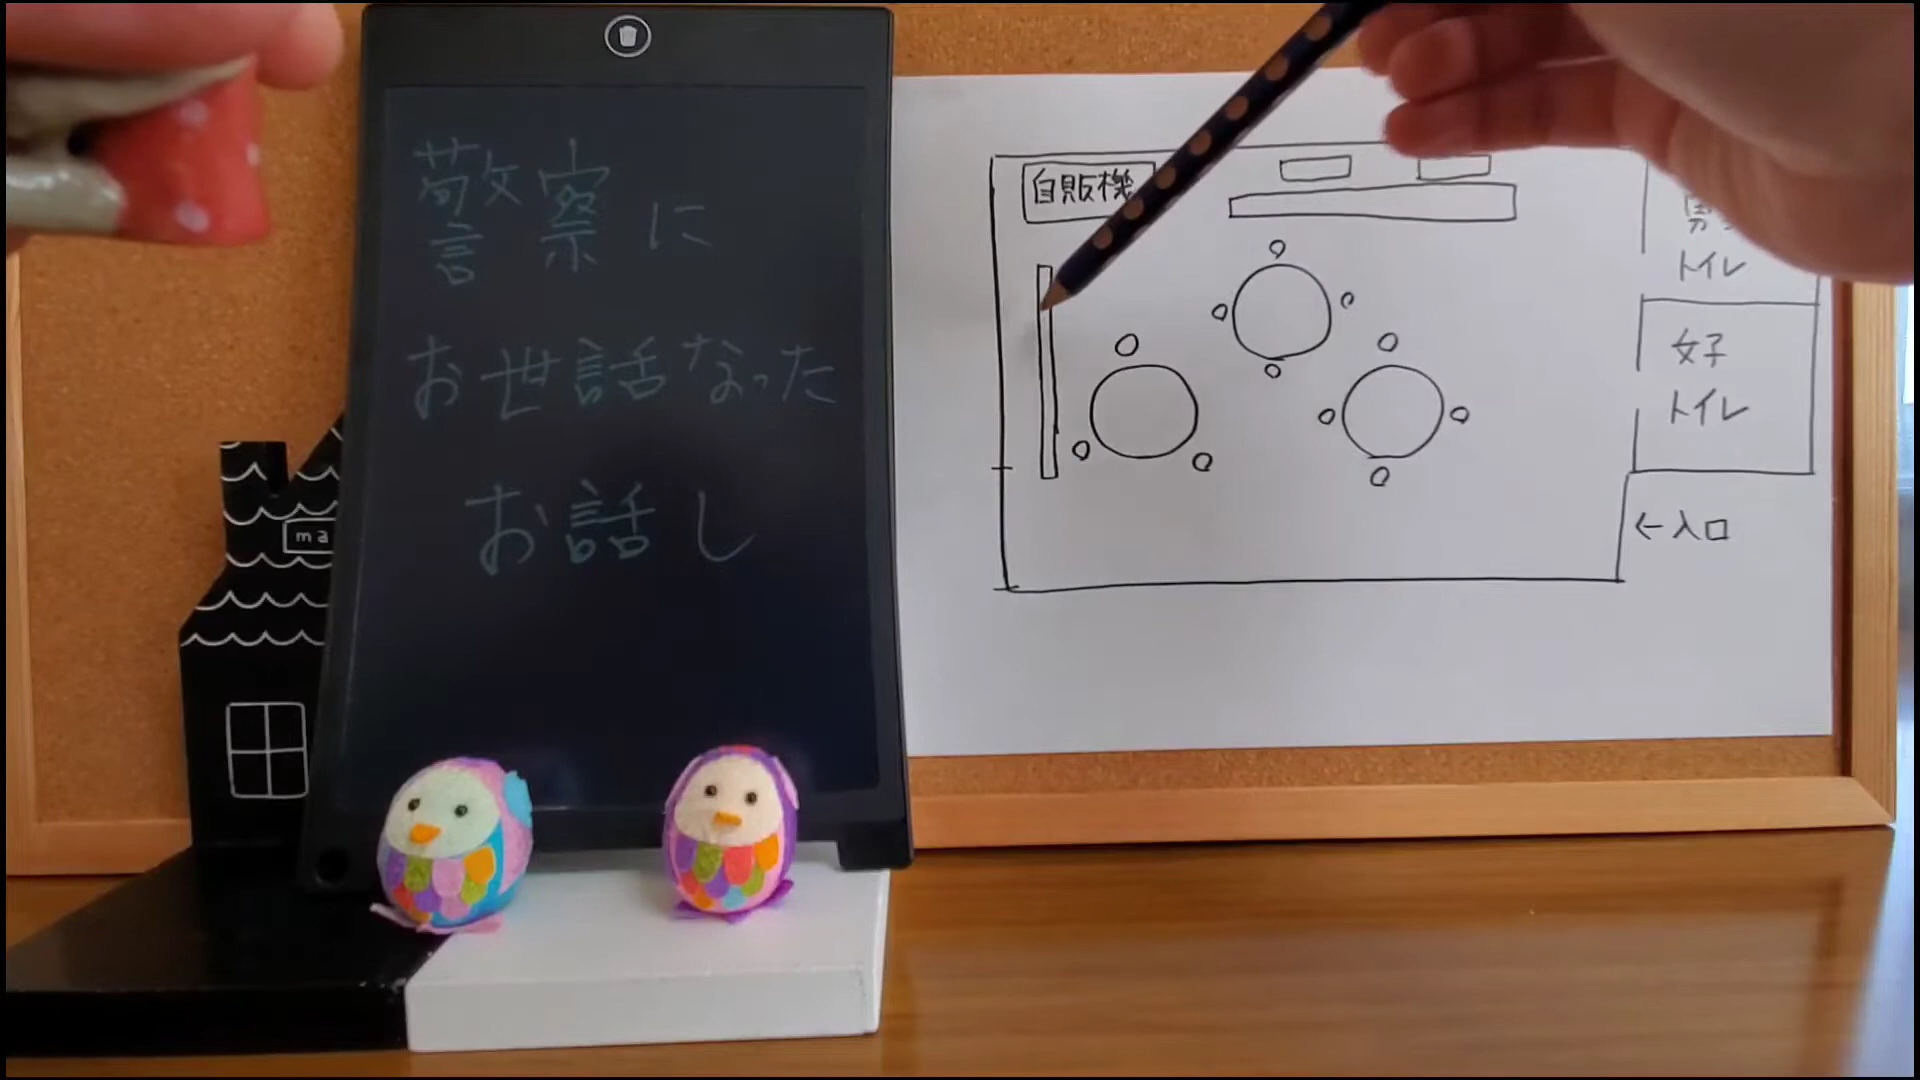 警察に
お世話なった
お話し
ma
自販機
トイレ
女子
トイレ
←入口